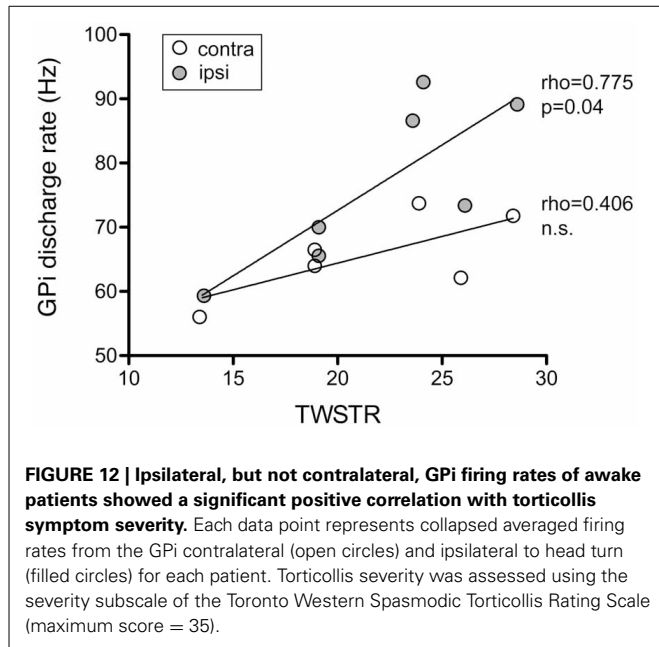 100
contra
ipsi
rho=0.775
p=0.04
90
80
rho=0.406
n.s.
70
60
50
GPi discharge rate (Hz)
10
15
20
25
30
TWSTR
FIGURE 12 | Ipsilateral, but not contralateral, GPi firing rates of awake
patients showed a significant positive correlation with torticollis
symptom severity. Each data point represents collapsed averaged firing
rates from the GPi contralateral (open circles) and ipsilateral to head turn
(filled circles) for each patient. Torticollis severity was assessed using the
severity subscale of the Toronto Western Spasmodic Torticollis Rating Scale
(maximum score = 35).